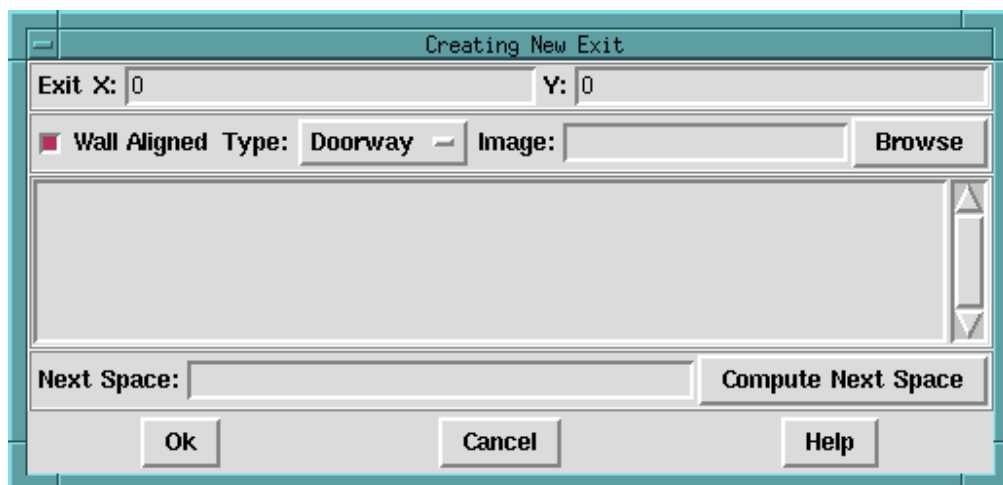 Creating New Exit
Exit X: 0 Y: 0
Wall Aligned Type: Doorway Image: Browse
Next Space: Compute Next Space
Ok Cancel Help